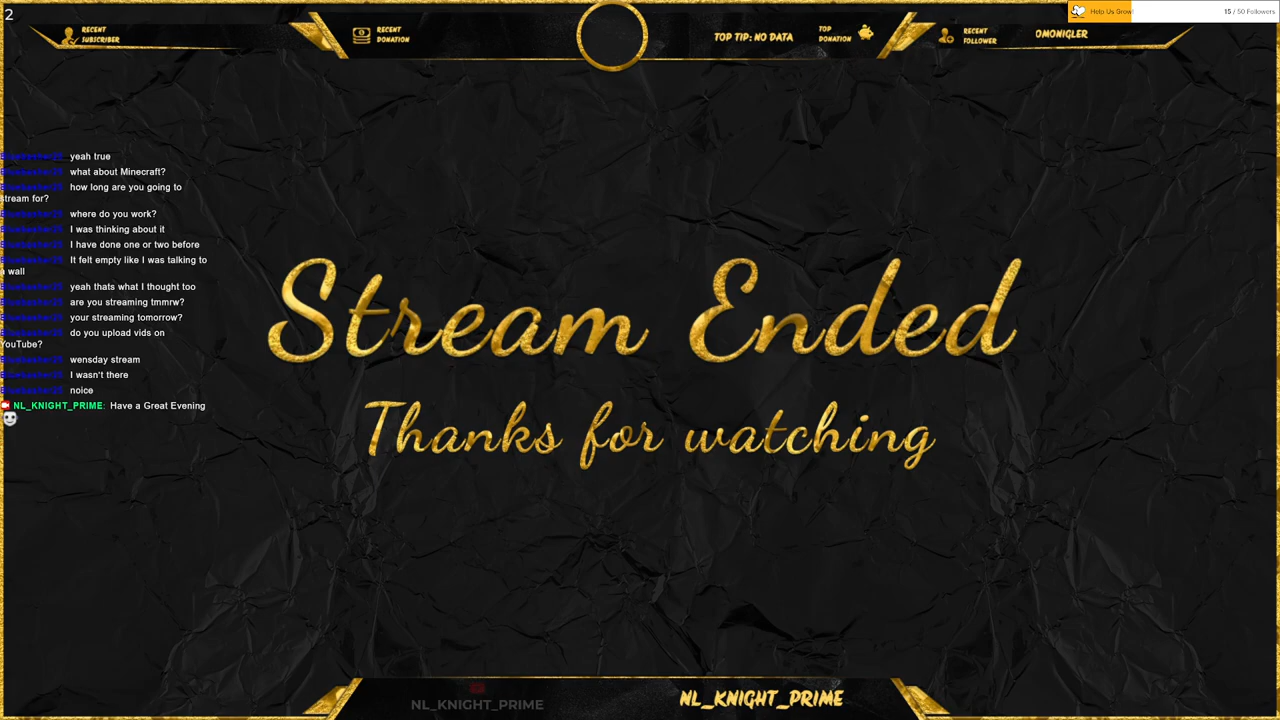 2
RECENT
SUBSCRIBER
RECENT
DONATION
TOP TIP: NO DATA
TOP
DONATION
RECENT
FOLLOWER
OMONIGLER
Help Us Grow!
15 / 50 Followers
yeah true
what about Minecraft?
how long are you going to
stream for?
where do you work?
I was thinking about it
I have done one or two before
It felt empty like I was talking to
a wall
yeah thats what I thought too
are you streaming tmmrw?
your streaming tomorrow?
do you upload vids on
YouTube?
wensday stream
I wasn't there
noice
NL_KNIGHT_PRIME: Have a Great Evening
Stream Ended
Thanks for watching
NL_KNIGHT_PRIME
NL_KNIGHT_PRIME